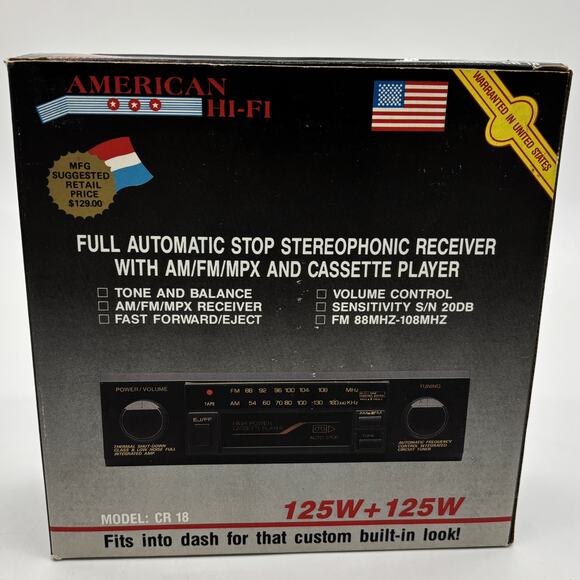 AMERICAN
HI-FI
WARRANTED IN UNITED STATES
MFG
SUGGESTED
RETAIL
PRICE
$129.00
FULL AUTOMATIC STOP STEREOPHONIC RECEIVER
WITH AM/FM/MPX AND CASSETTE PLAYER
TONE AND BALANCE
AM/FM/MPX RECEIVER
FAST FORWARD/EJECT
VOLUME CONTROL
SENSITIVITY S/N 20DB
FM 88MHZ-108MHZ
POWER/VOLUME
THERMAL SHUT-DOWN
CLASS & LOW NOISE FULL
INTEGRATED AMP.
TAPE
FM 88 92 96 100 104 108 MHz
AM 54 60 70 80 100 130 160 KHz
EJ/FF
HIGH POWER
CASSETTE PLAYER
AUTO STOP
AM FM
TUNING
AUTOMATIC FREQUENCY
CONTROL INTEGRATED
CIRCUIT TUNER
MODEL: CR 18
125W+125W
Fits into dash for that custom built-in look!